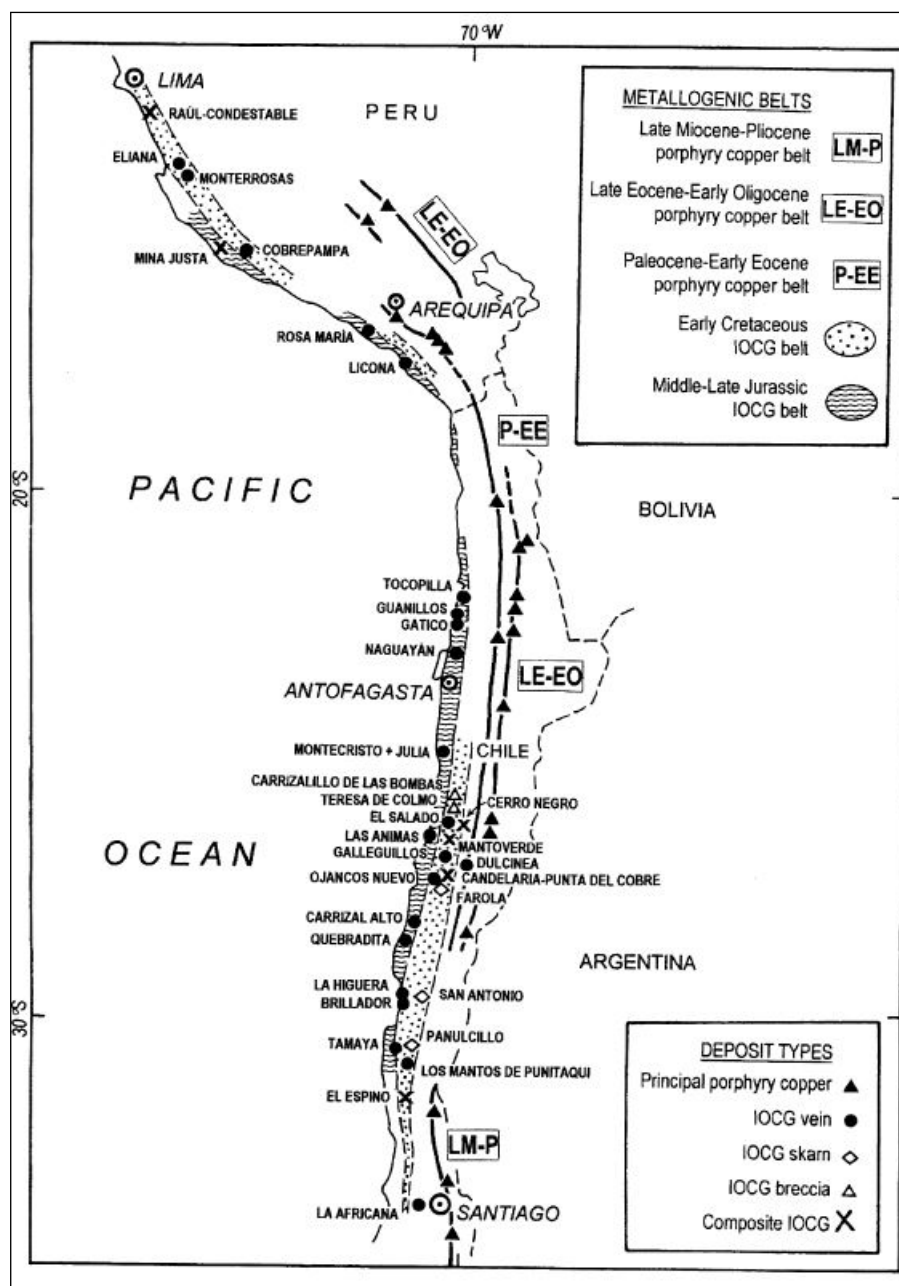 70°W
LIMA
PERU
RAÚL-CONDESTABLE
ELIANA
MONTERROSAS
MINA JUSTA
COBREPAMPA
LE-EO
AREQUIPA
ROSA MARÍA
LICONA
P-EE
METALLOGENIC BELTS
Late Miocene-Pliocene
porphyry copper belt
LM-P
Late Eocene-Early Oligocene
porphyry copper belt
LE-EO
Paleocene-Early Eocene
porphyry copper belt
P-EE
Early Cretaceous
IOCG belt
Middle-Late Jurassic
IOCG belt
20°S
PACIFIC
BOLIVIA
TOCOPILLA
GUANILLOS
GATICO
NAGUAYÁN
ANTOFAGASTA
LE-EO
MONTECRISTO + JULIA
CHILE
CARRIZALILLO DE LAS BOMBAS
TERESA DE COLMO
CERRO NEGRO
EL SALADO
OCEAN
LAS ANIMAS
MANTOVERDE
GALLEGUILLOS
DULCINEA
OJANCOS NUEVO
CANDELARIA-PUNTA DEL COBRE
FAROLA
CARRIZAL ALTO
QUEBRADITA
ARGENTINA
LA HIGUERA
SAN ANTONIO
BRILLADOR
30°S
TAMAYA
PANULCILLO
LOS MANTOS DE PUNITAQUI
EL ESPINO
LM-P
LA AFRICANA
SANTIAGO
DEPOSIT TYPES
Principal porphyry copper
IOCG vein
IOCG skarn
IOCG breccia
Composite IOCG